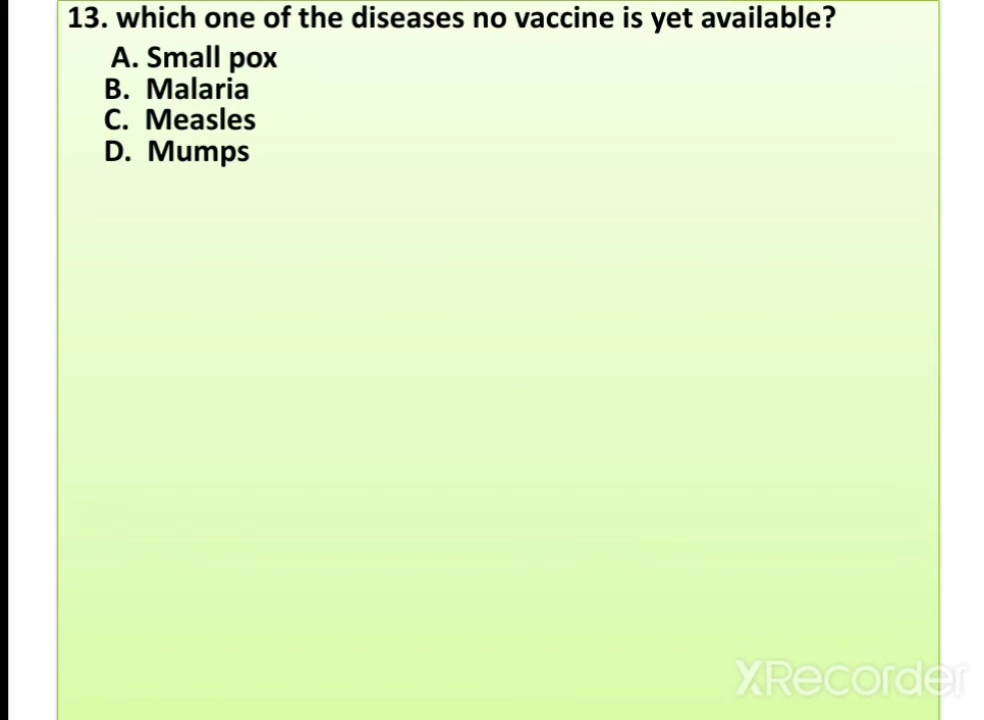 13. which one of the diseases no vaccine is yet available?
A. Small pox
B. Malaria
C. Measles
D. Mumps
XRecorder